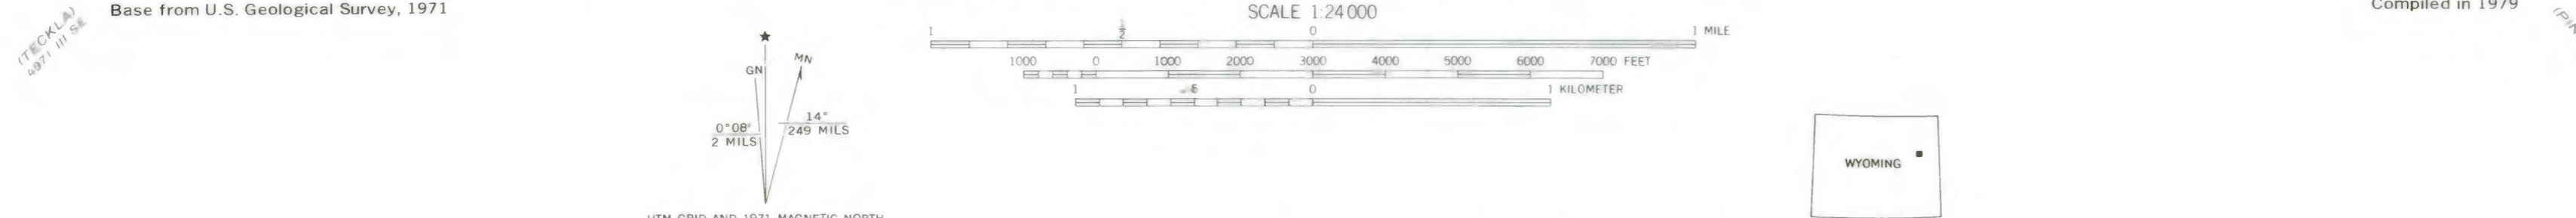 (TECKLA)
4971 III SE
Base from U.S. Geological Survey, 1971
SCALE 1:24 000
Compiled in 1979
1 ½ 0 1 MILE
1000 0 1000 2000 3000 4000 5000 6000 7000 FEET
1 0 1 KILOMETER
★
GN
MN
0°08'
2 MILS
14°
249 MILS
UTM GRID AND 1971 MAGNETIC NORTH
WYOMING